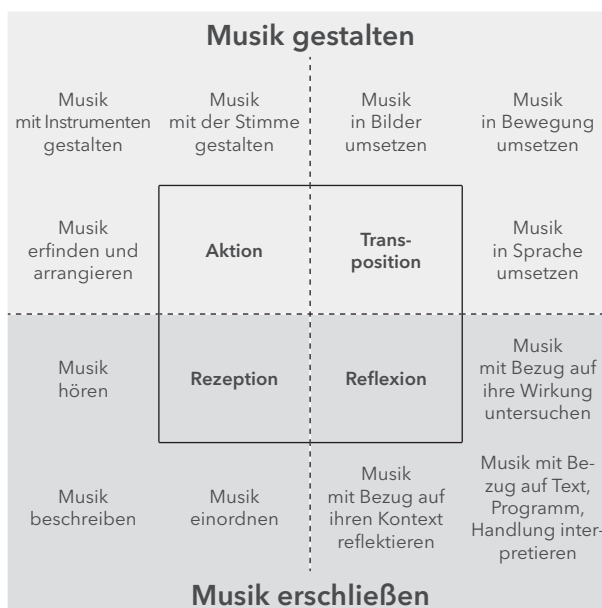 Musik gestalten
Musik
mit Instrumenten
gestalten
Musik
mit der Stimme
gestalten
Musik
in Bilder
umsetzen
Musik
in Bewegung
umsetzen
Musik
erfinden und
arrangieren
Aktion
Trans-
position
Musik
in Sprache
umsetzen
Musik
hören
Rezeption
Reflexion
Musik
mit Bezug auf
ihre Wirkung
untersuchen
Musik
beschreiben
Musik
einordnen
Musik
mit Bezug auf
ihren Kontext
reflektieren
Musik mit Be-
zug auf Text,
Programm,
Handlung inter-
pretieren
Musik erschließen